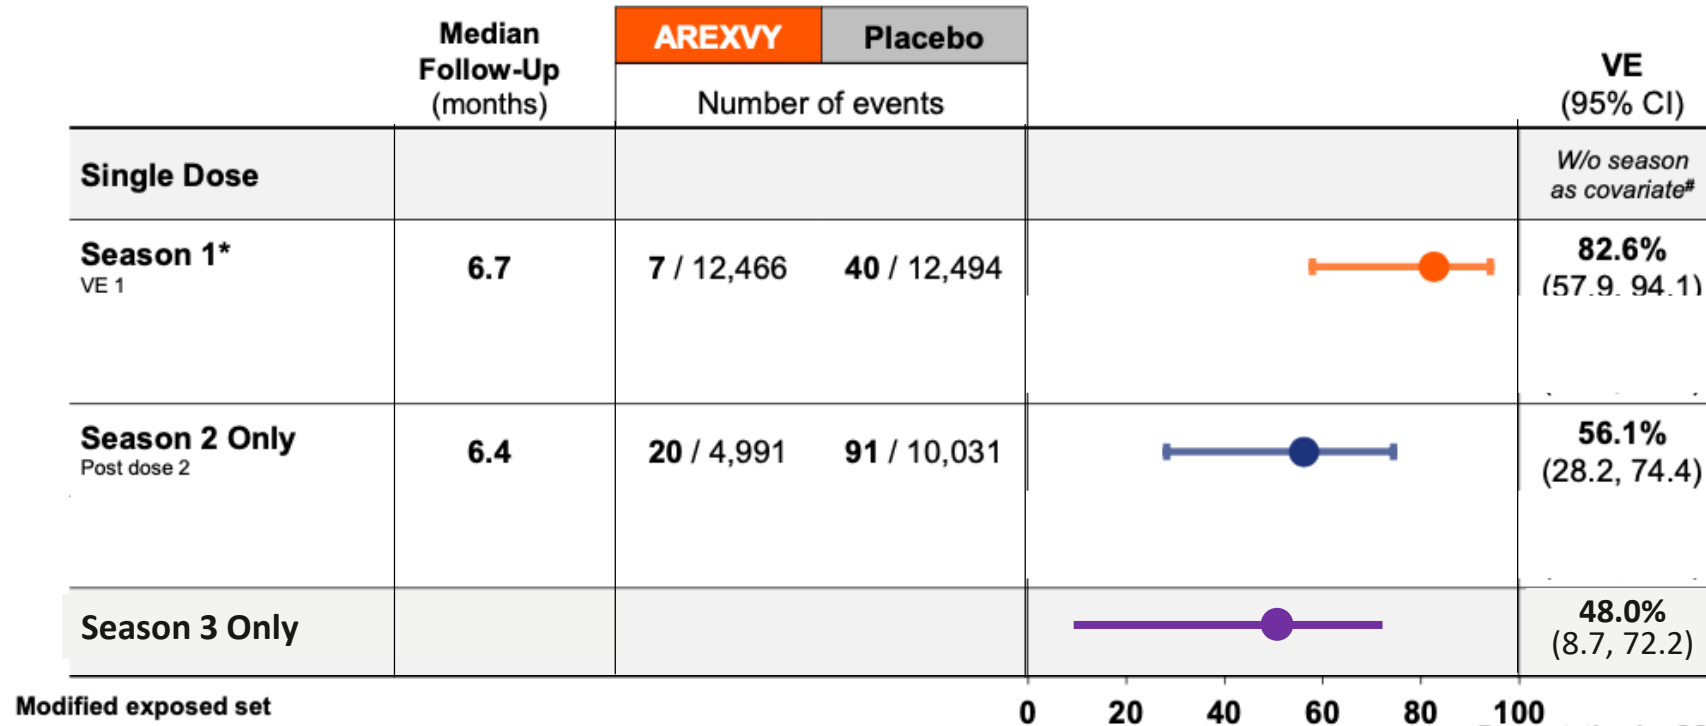 Median
Follow-Up
(months)
AREXVY Placebo
Number of events
VE
(95% CI)
Single Dose
W/o season
as covariate#
Season 1*
VE 1
6.7
7 / 12,466
40 / 12,494
82.6%
(57.9, 94.1)
Season 2 Only
Post dose 2
6.4
20 / 4,991
91 / 10,031
56.1%
(28.2, 74.4)
Season 3 Only
48.0%
(8.7, 72.2)
Modified exposed set
0 20 40 60 80 100